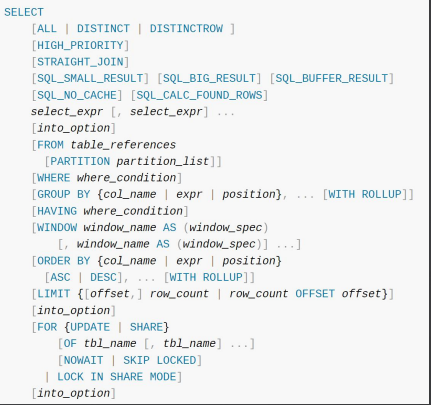 SELECT
[ALL | DISTINCT | DISTINCTROW ]
[HIGH_PRIORITY]
[STRAIGHT_JOIN]
[SQL_SMALL_RESULT] [SQL_BIG_RESULT] [SQL_BUFFER_RESULT]
[SQL_NO_CACHE] [SQL_CALC_FOUND_ROWS]
select_expr [, select_expr] ...
[into_option]
[FROM table_references
[PARTITION partition_list]]
[WHERE where_condition]
[GROUP BY {col_name | expr | position}, ... [WITH ROLLUP]]
[HAVING where_condition]
[WINDOW window_name AS (window_spec)
[, window_name AS (window_spec)] ...]
[ORDER BY {col_name | expr | position}
[ASC | DESC], ... [WITH ROLLUP]]
[LIMIT {[offset,] row_count | row_count OFFSET offset}]
[into_option]
[FOR {UPDATE | SHARE}
[OF tbl_name [, tbl_name] ...]
[NOWAIT | SKIP LOCKED]
| LOCK IN SHARE MODE]
[into_option]